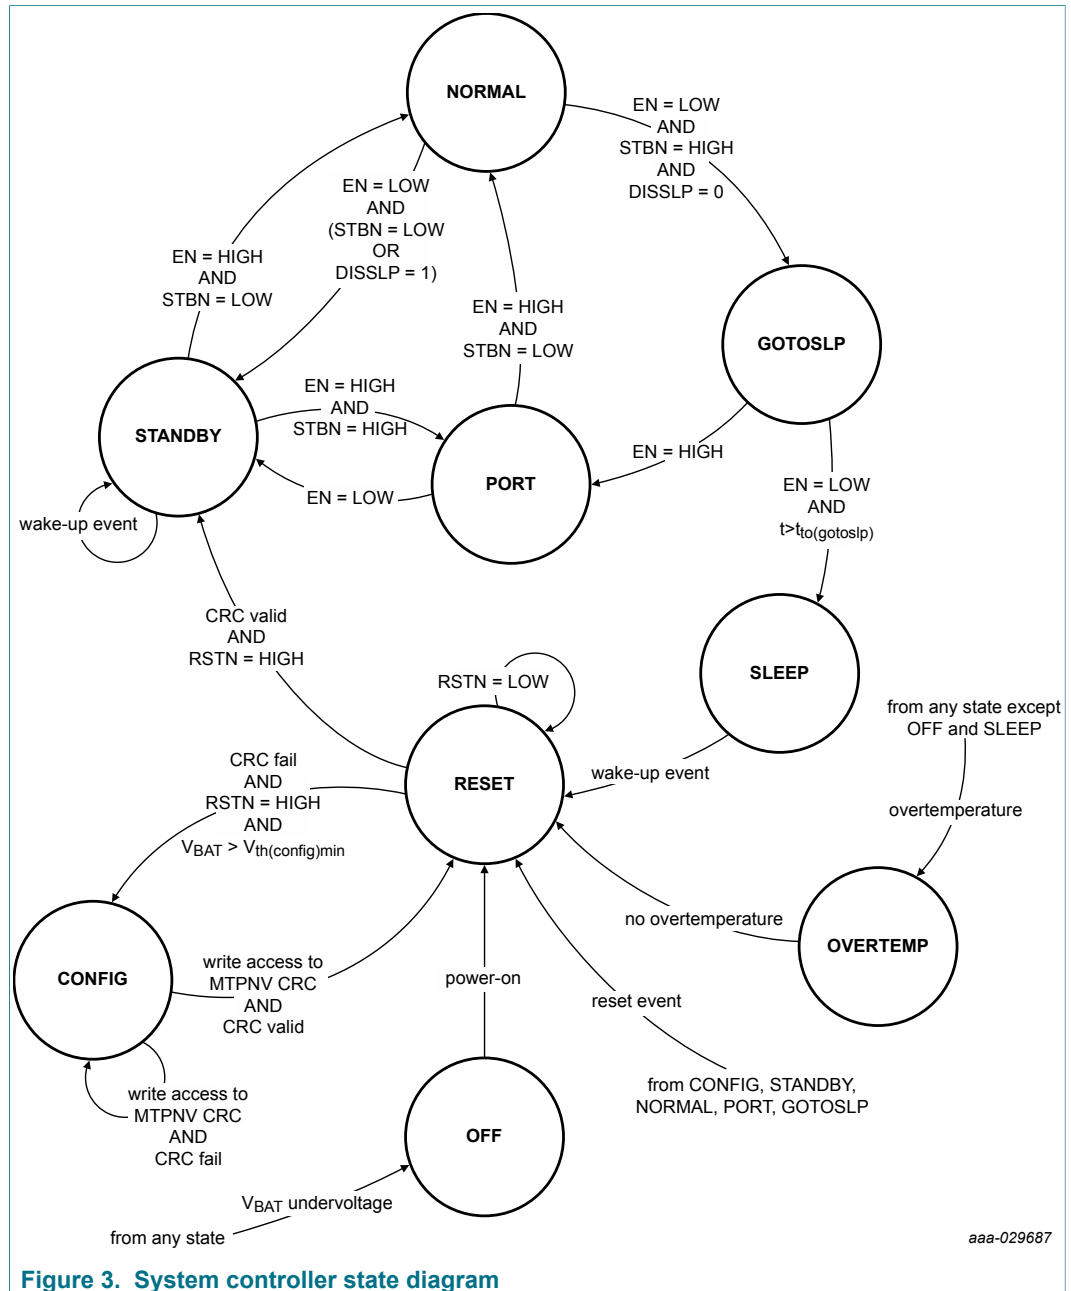 NORMAL
EN = LOW
AND
STBN = HIGH
AND
DISSLP = 0
EN = LOW
AND
(STBN = LOW
OR
DISSLP = 1)
EN = HIGH
AND
STBN = LOW
EN = HIGH
AND
STBN = LOW
GOTOSLP
EN = HIGH
AND
STBN = HIGH
STANDBY
EN = HIGH
PORT
EN = LOW
EN = LOW
AND
t>tto(gotoslp)
wake-up event
CRC valid
AND
RSTN = HIGH
SLEEP
RSTN = LOW
from any state except
OFF and SLEEP
CRC fail
AND
RSTN = HIGH
AND
VBAT > Vth(config)min
RESET
wake-up event
overtemperature
no overtemperature
OVERTEMP
CONFIG
write access to
MTPNV CRC
AND
CRC valid
power-on
reset event
write access to
MTPNV CRC
AND
CRC fail
from CONFIG, STANDBY,
NORMAL, PORT, GOTOSLP
OFF
VBAT undervoltage
from any state
aaa-029687
Figure 3. System controller state diagram